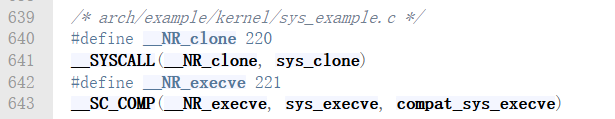 639 /* arch/example/kernel/sys_example.c */
640 #define __NR_clone 220
641 __SYSCALL(__NR_clone, sys_clone)
642 #define __NR_execve 221
643 __SC_COMP(__NR_execve, sys_execve, compat_sys_execve)